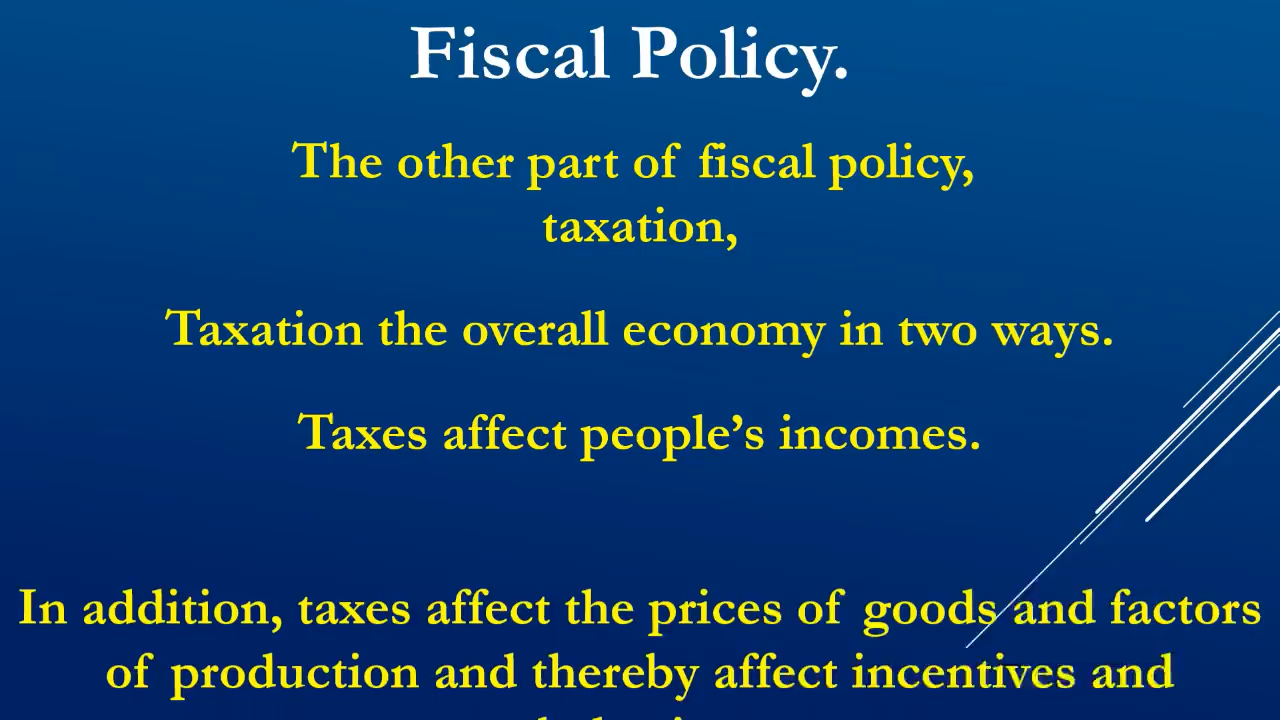 Fiscal Policy.
The other part of fiscal policy,
taxation,
Taxation the overall economy in two ways.
Taxes affect people’s incomes.
In addition, taxes affect the prices of goods and factors
of production and thereby affect incentives and